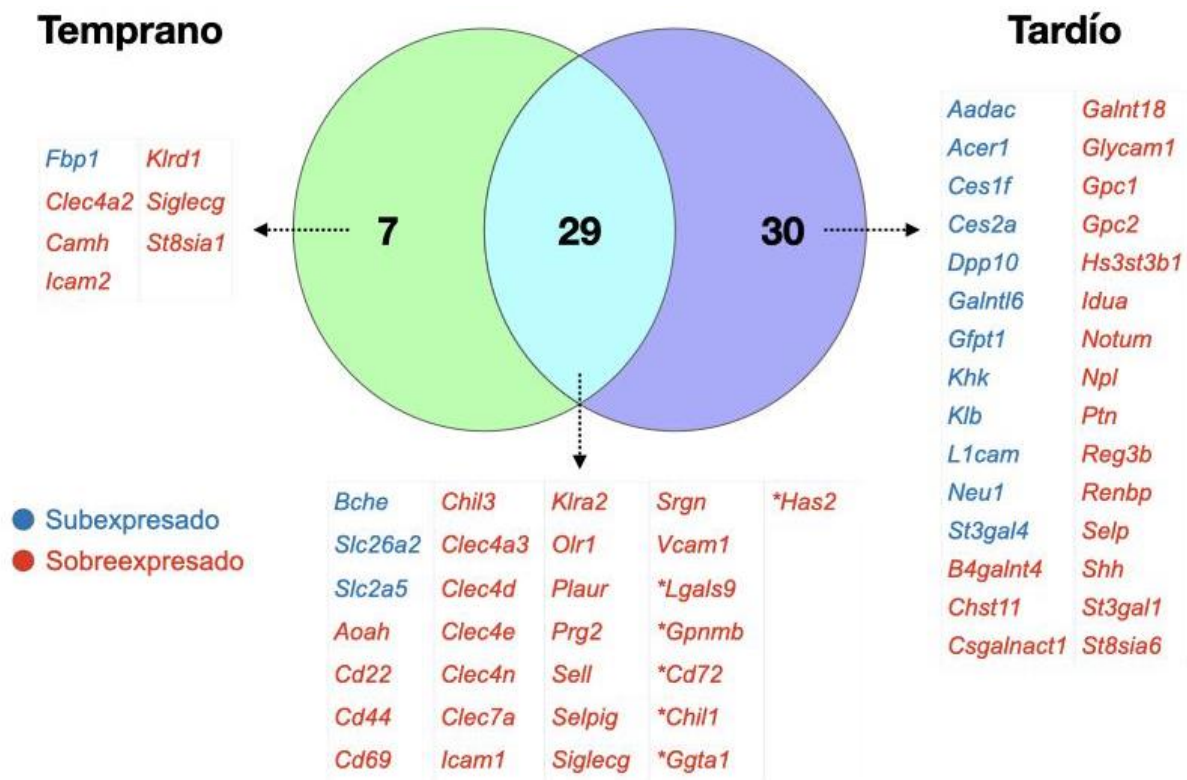 Temprano
Tardío
Fbp1 Klrd1
Clec4a2 Siglecg
Camh St8sia1
Icam2
7
29
30
Aadac Galnt18
Acer1 Glycam1
Ces1f Gpc1
Ces2a Gpc2
Dpp10 Hs3st3b1
Galntl6 Idua
Gfpt1 Notum
Khk Npl
Klb Ptn
L1cam Reg3b
Neu1 Renbp
St3gal4 Selp
B4galnt4 Shh
Chst11 St3gal1
Csgalnact1 St8sia6
Subexpresado
Sobreexpresado
Bche Chil3 Klra2 Srgn *Has2
Slc26a2 Clec4a3 Olr1 Vcam1
Slc2a5 Clec4d Plaur *Lgals9
Aoah Clec4e Prg2 *Gpnmb
Cd22 Clec4n Sell *Cd72
Cd44 Clec7a Selpig *Chil1
Cd69 Icam1 Siglecg *Ggta1